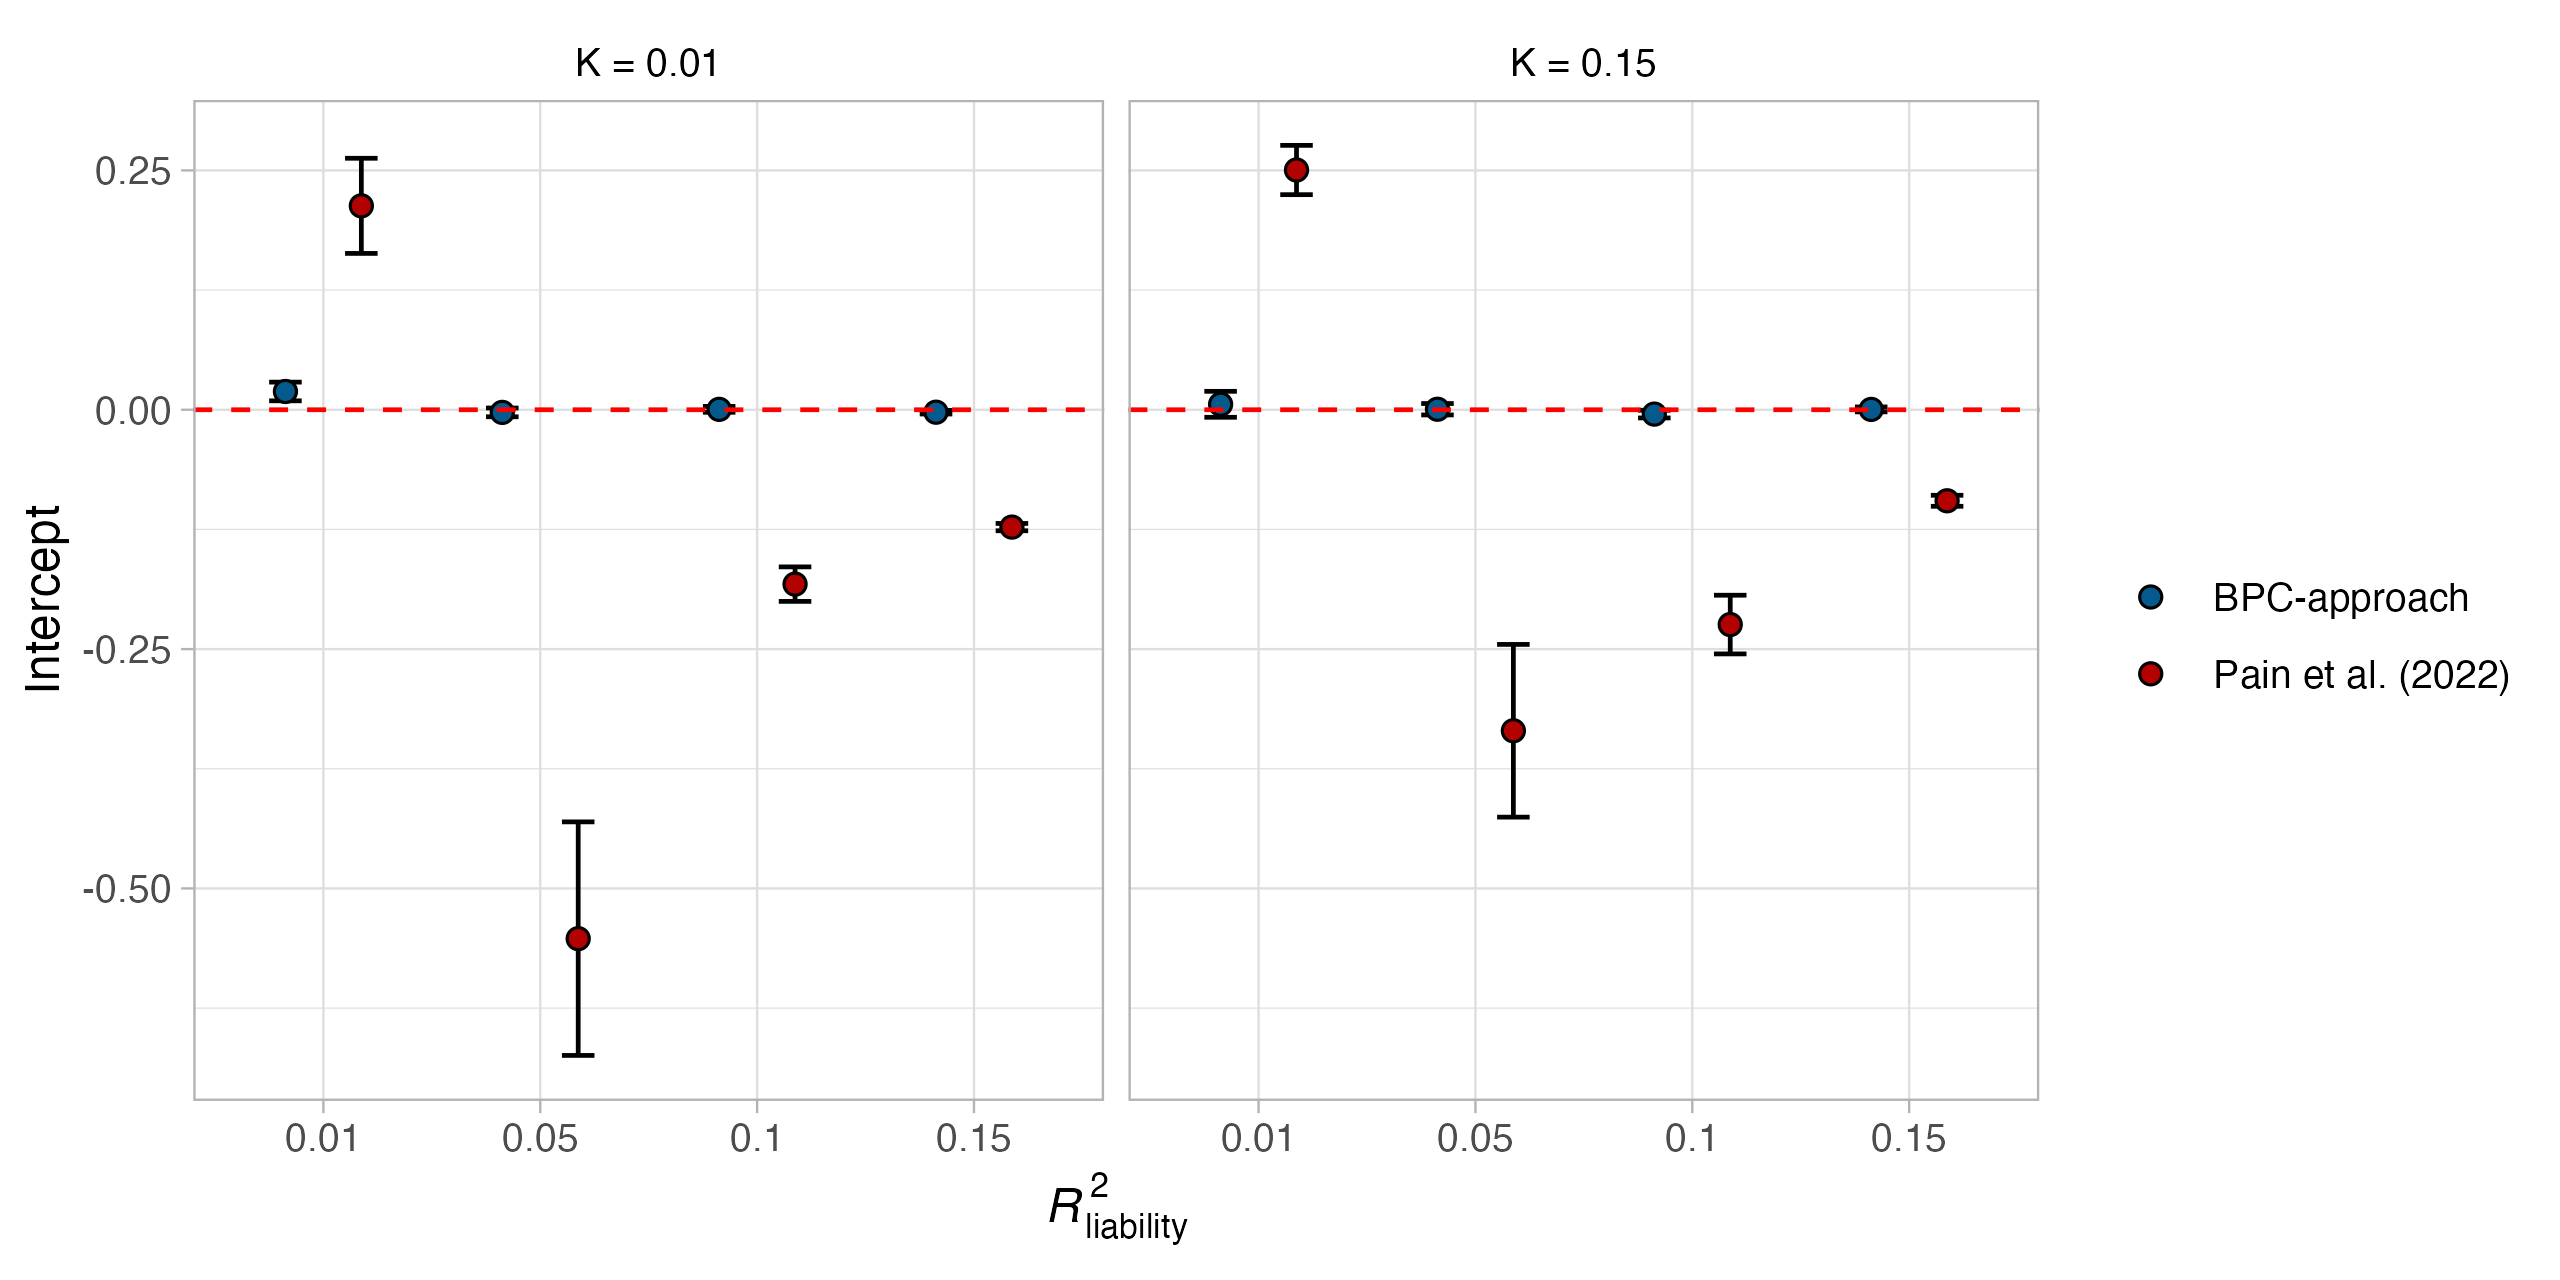 K = 0.01
K = 0.15
Intercept
0.25
0.00
-0.25
-0.50
0.01 0.05 0.1 0.15
0.01 0.05 0.1 0.15
R²liability
BPC-approach
Pain et al. (2022)